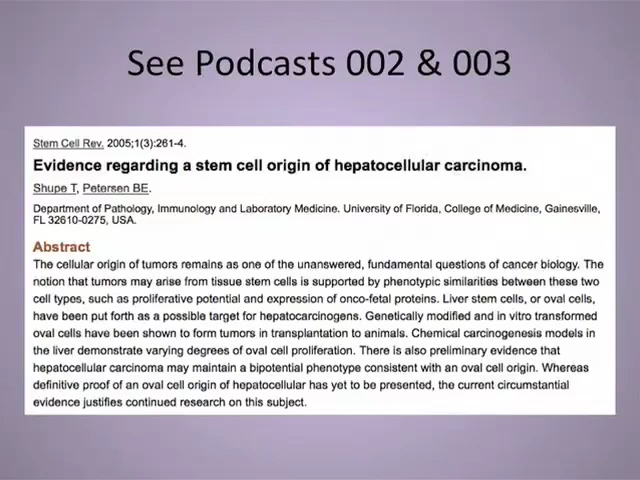 See Podcasts 002 & 003
Stem Cell Rev. 2005;1(3):261-4.
Evidence regarding a stem cell origin of hepatocellular carcinoma.
Shupe T, Petersen BE.
Department of Pathology, Immunology and Laboratory Medicine. University of Florida, College of Medicine, Gainesville,
FL 32610-0275, USA.
Abstract
The cellular origin of tumors remains as one of the unanswered, fundamental questions of cancer biology. The
notion that tumors may arise from tissue stem cells is supported by phenotypic similarities between these two
cell types, such as proliferative potential and expression of onco-fetal proteins. Liver stem cells, or oval cells,
have been put forth as a possible target for hepatocarcinogens. Genetically modified and in vitro transformed
oval cells have been shown to form tumors in transplantation to animals. Chemical carcinogenesis models in
the liver demonstrate varying degrees of oval cell proliferation. There is also preliminary evidence that
hepatocellular carcinoma may maintain a bipotential phenotype consistent with an oval cell origin. Whereas
definitive proof of an oval cell origin of hepatocellular has yet to be presented, the current circumstantial
evidence justifies continued research on this subject.